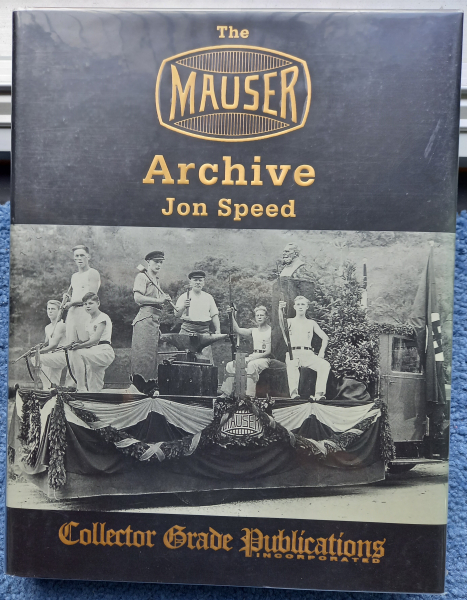 The
MAUSER
Archive
Jon Speed
MAUSER
Collector Grade Publications
INCORPORATED